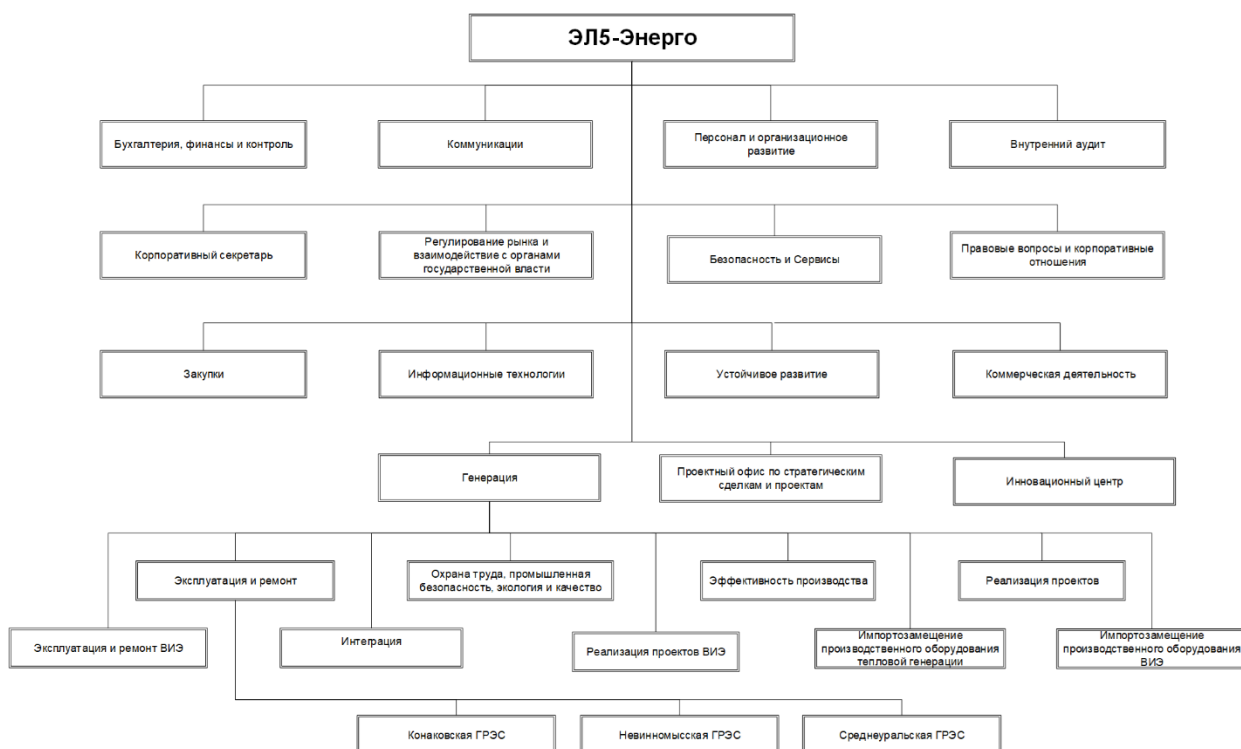 ЭЛ5-Энерго
Бухгалтерия, финансы и контроль
Коммуникации
Персонал и организационное
развитие
Внутренний аудит
Корпоративный секретарь
Регулирование рынка и
взаимодействие с органами
государственной власти
Безопасность и Сервисы
Правовые вопросы и корпоративные
отношения
Закупки
Информационные технологии
Устойчивое развитие
Коммерческая деятельность
Генерация
Проектный офис по стратегическим
сделкам и проектам
Инновационный центр
Эксплуатация и ремонт
Охрана труда, промышленная
безопасность, экология и качество
Эффективность производства
Реализация проектов
Эксплуатация и ремонт ВИЭ
Интеграция
Реализация проектов ВИЭ
Импортозамещение
производственного оборудования
тепловой генерации
Импортозамещение
производственного оборудования
ВИЭ
Конаковская ГРЭС
Невинномысская ГРЭС
Среднеуральская ГРЭС